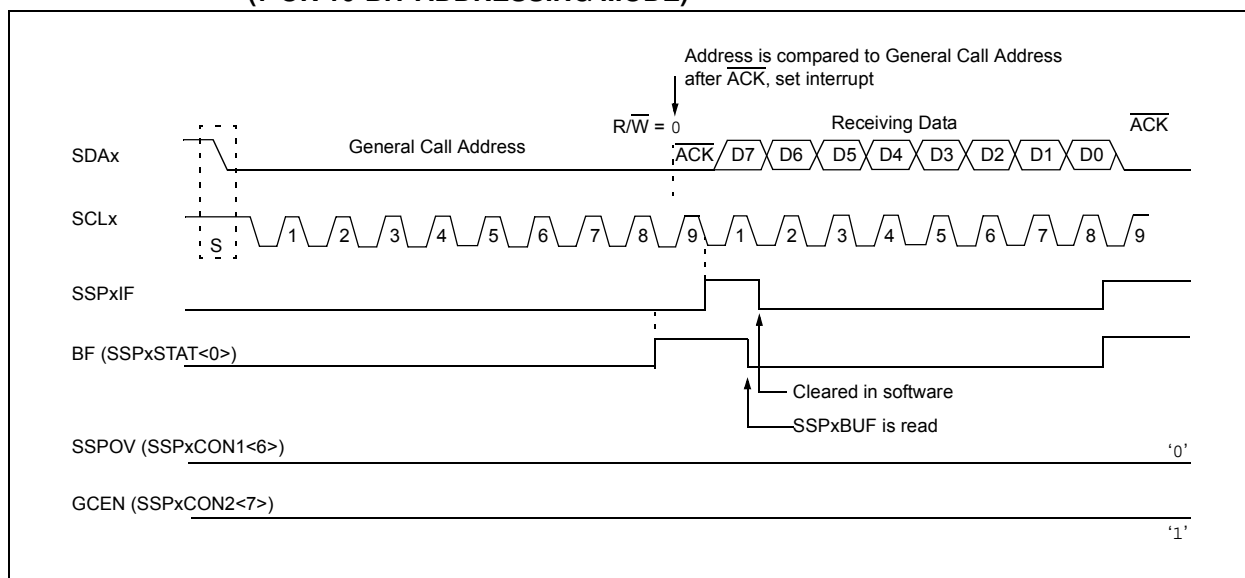 (FOR 10-BIT ADDRESSING MODE)
Address is compared to General Call Address
after ACK, set interrupt
R/W = 0
General Call Address
Receiving Data
ACK
SDAx
ACK D7 D6 D5 D4 D3 D2 D1 D0
SCLx
S
1 2 3 4 5 6 7 8 9 1 2 3 4 5 6 7 8 9
SSPxIF
BF (SSPxSTAT<0>)
Cleared in software
SSPxBUF is read
SSPOV (SSPxCON1<6>)
‘0’
GCEN (SSPxCON2<7>)
‘1’